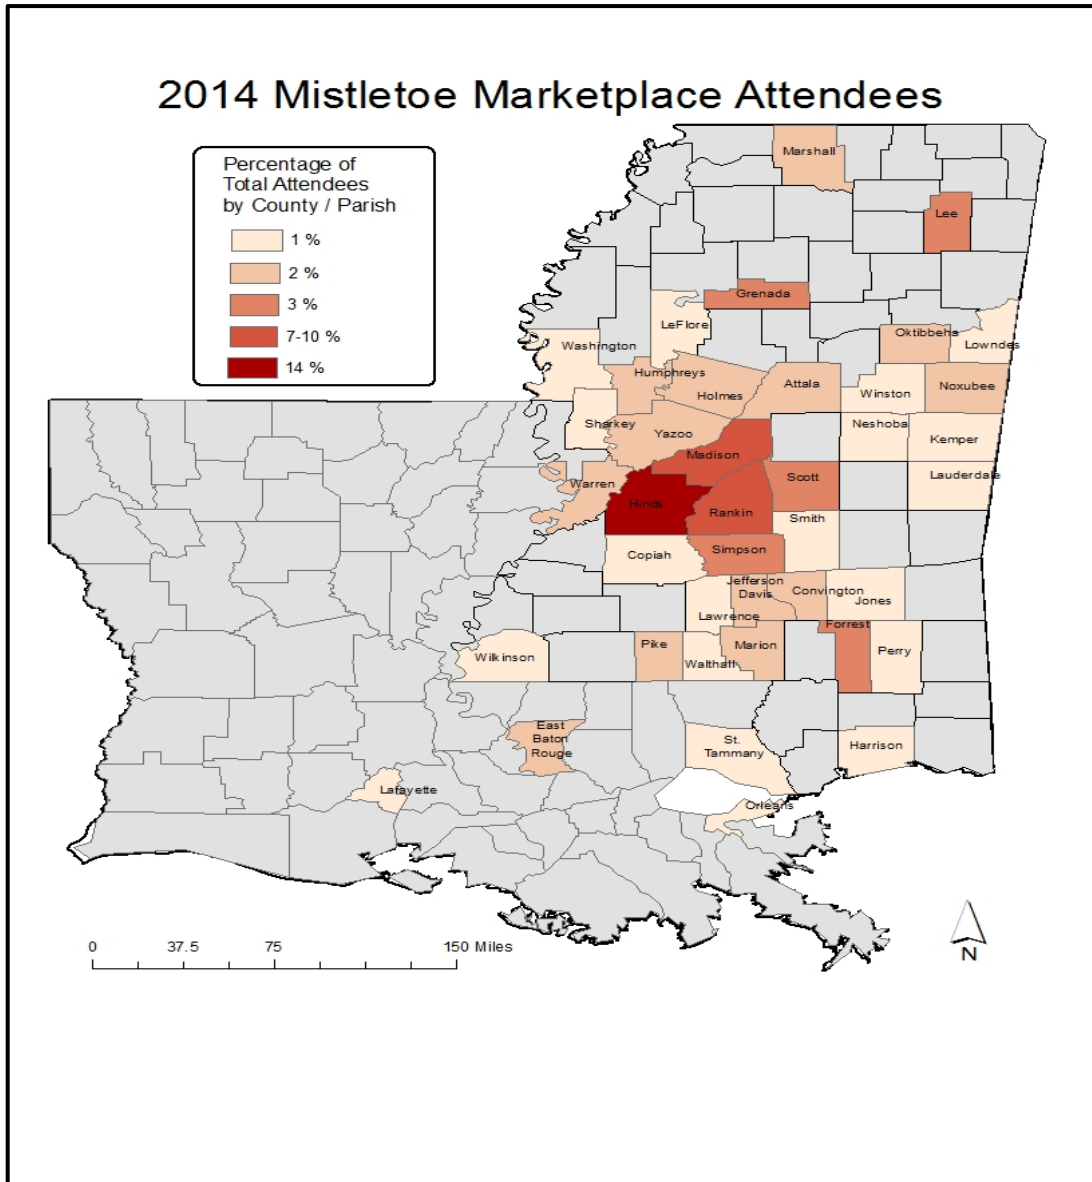 2014 Mistletoe Marketplace Attendees
Percentage of
Total Attendees
by County / Parish
1 %
2 %
3 %
7-10 %
14 %
Marshall
Lee
Grenada
LeFlore
Washington
Oktibbeha
Lowndes
Humphreys
Holmes
Attala
Winston
Noxubee
Sharkey
Yazoo
Neshoba
Kemper
Madison
Warren
Scott
Lauderdale
Hinds
Rankin
Smith
Copiah
Simpson
Jefferson
Davis
Convington
Jones
Lawrence
Forrest
Wilkinson
Pike
Walthall
Marion
Perry
East
Baton
Rouge
St.
Tammany
Harrison
Lafayette
Orleans
0 37.5 75 150 Miles
N